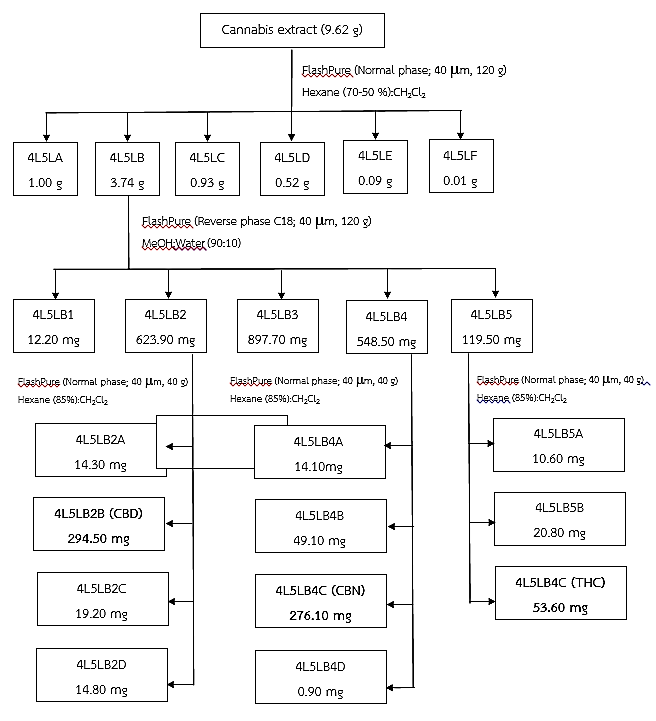 Cannabis extract (9.62 g)
FlashPure (Normal phase; 40 µm, 120 g)
Hexane (70-50 %):CH₂Cl₂
4L5LA
1.00 g
4L5LB
3.74 g
4L5LC
0.93 g
4L5LD
0.52 g
4L5LE
0.09 g
4L5LF
0.01 g
FlashPure (Reverse phase C18; 40 µm, 120 g)
MeOH:Water (90:10)
4L5LB1
12.20 mg
4L5LB2
623.90 mg
4L5LB3
897.70 mg
4L5LB4
548.50 mg
4L5LB5
119.50 mg
FlashPure (Normal phase; 40 µm, 40 g)
Hexane (85%):CH₂Cl₂
FlashPure (Normal phase; 40 µm, 40 g)
Hexane (85%):CH₂Cl₂
FlashPure (Normal phase; 40 µm, 40 g)
Hexane (85%):CH₂Cl₂
4L5LB2A
14.30 mg
4L5LB2B (CBD)
294.50 mg
4L5LB2C
19.20 mg
4L5LB2D
14.80 mg
4L5LB4A
14.10mg
4L5LB4B
49.10 mg
4L5LB4C (CBN)
276.10 mg
4L5LB4D
0.90 mg
4L5LB5A
10.60 mg
4L5LB5B
20.80 mg
4L5LB4C (THC)
53.60 mg